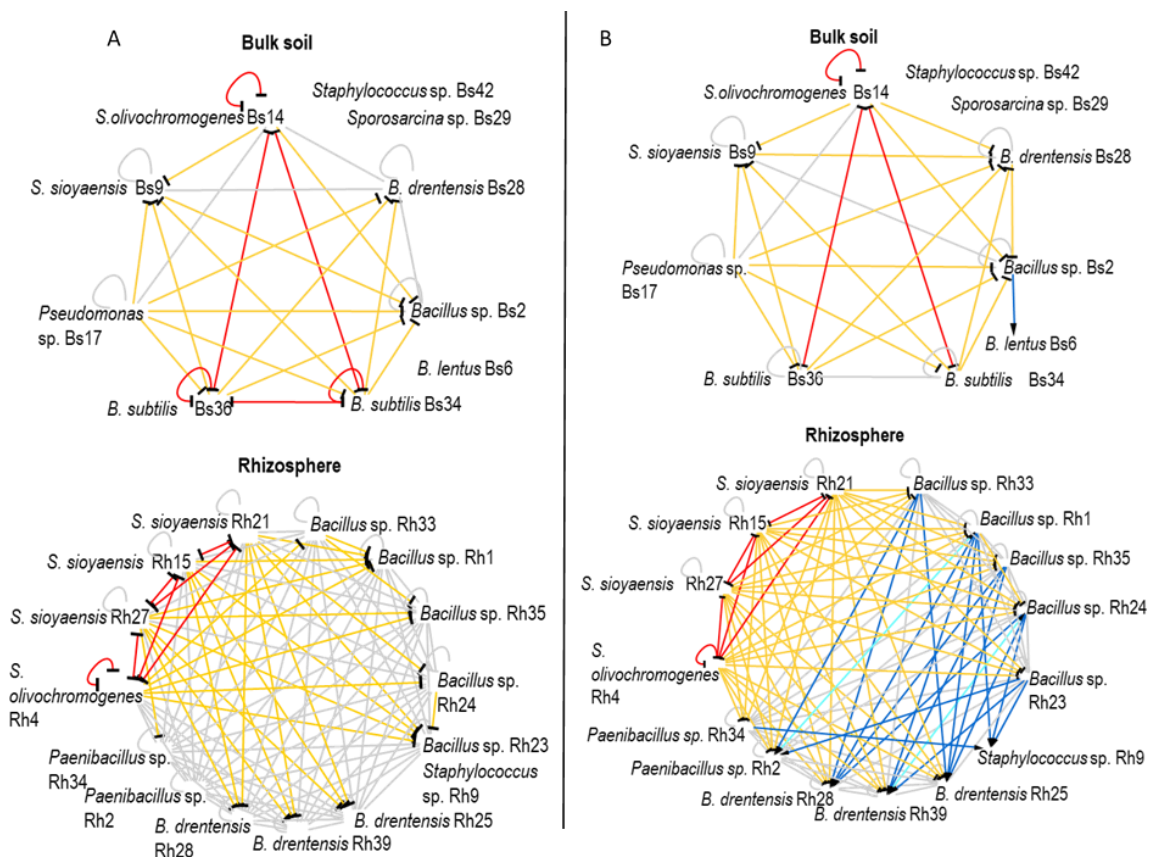 A
Bulk soil
Staphylococcus sp. Bs42
S.olivochromogenes Bs14
Sporosarcina sp. Bs29
S. sioyaensis Bs9
B. drentensis Bs28
Pseudomonas
sp. Bs17
Bacillus sp. Bs2
B. lentus Bs6
B. subtilis Bs36
B. subtilis Bs34
Rhizosphere
S. sioyaensis Rh21
Bacillus sp. Rh33
S. sioyaensis Rh15
Bacillus sp. Rh1
S. sioyaensis Rh27
Bacillus sp. Rh35
S.
olivochromogenes
Rh4
Bacillus sp.
Rh24
Paenibacillus sp.
Rh34
Bacillus sp. Rh23
Staphylococcus
sp. Rh9
Paenibacillus sp.
Rh2
B. drentensis
Rh28
B. drentensis Rh39
B. drentensis
Rh25
B
Bulk soil
Staphylococcus sp. Bs42
S.olivochromogenes Bs14
Sporosarcina sp. Bs29
S. sioyaensis Bs9
B. drentensis Bs28
Pseudomonas sp.
Bs17
Bacillus sp. Bs2
B. lentus Bs6
B. subtilis Bs36
B. subtilis Bs34
Rhizosphere
S. sioyaensis Rh21
Bacillus sp. Rh33
S. sioyaensis Rh15
Bacillus sp. Rh1
Bacillus sp. Rh35
S. sioyaensis Rh27
Bacillus sp. Rh24
S.
olivochromogenes
Rh4
Bacillus sp.
Rh23
Paenibacillus sp. Rh34
Staphylococcus sp. Rh9
Paenibacillus sp. Rh2
B. drentensis
Rh28
B. drentensis
Rh39
B. drentensis
Rh25